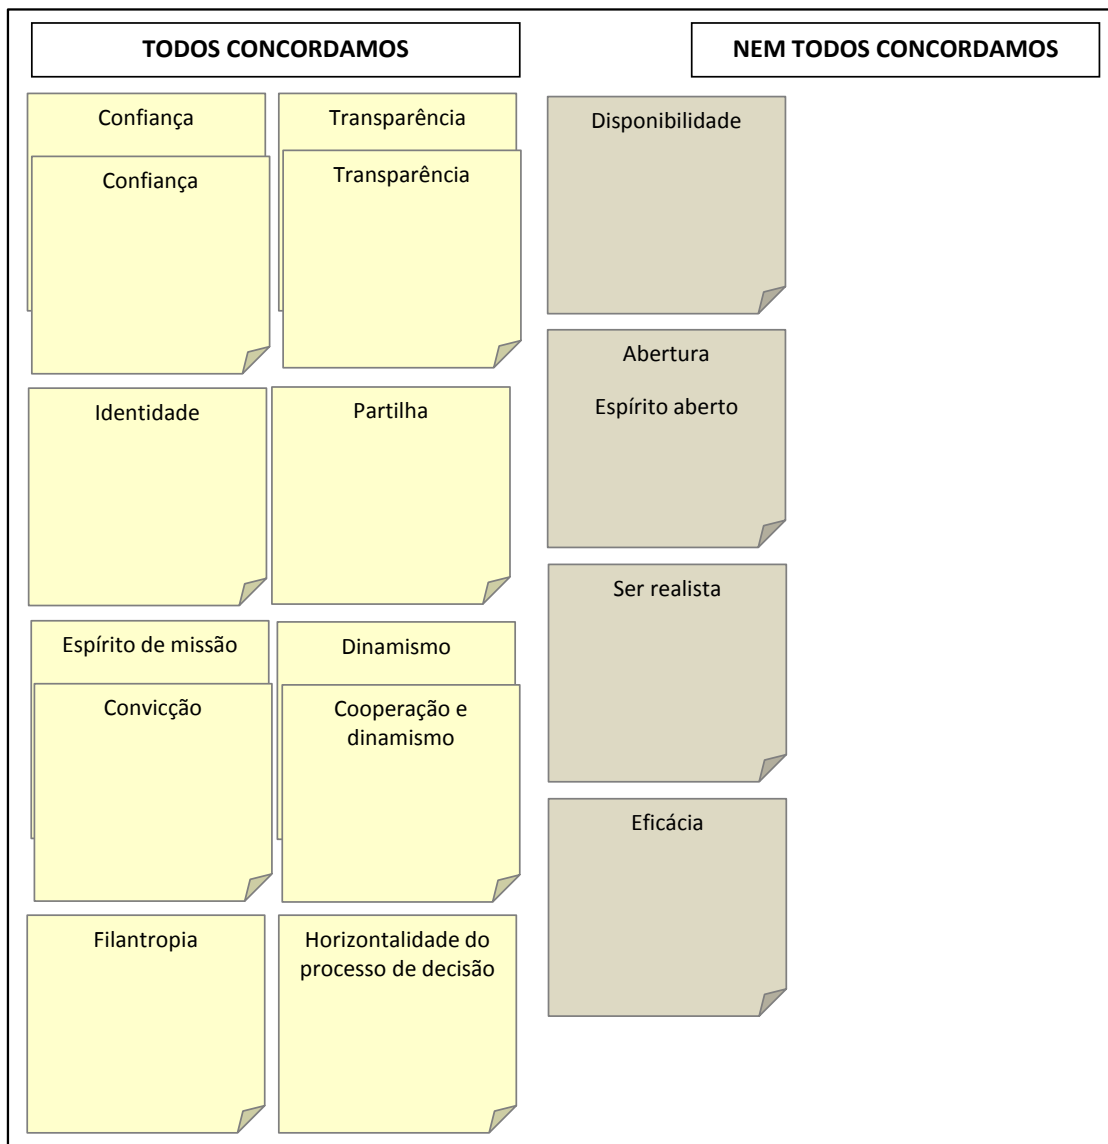 TODOS CONCORDAMOS
NEM TODOS CONCORDAMOS
Confiança
Confiança
Transparência
Transparência
Identidade
Partilha
Espírito de missão
Convicção
Dinamismo
Cooperação e
dinamismo
Filantropia
Horizontalidade do
processo de decisão
Disponibilidade
Abertura
Espírito aberto
Ser realista
Eficácia